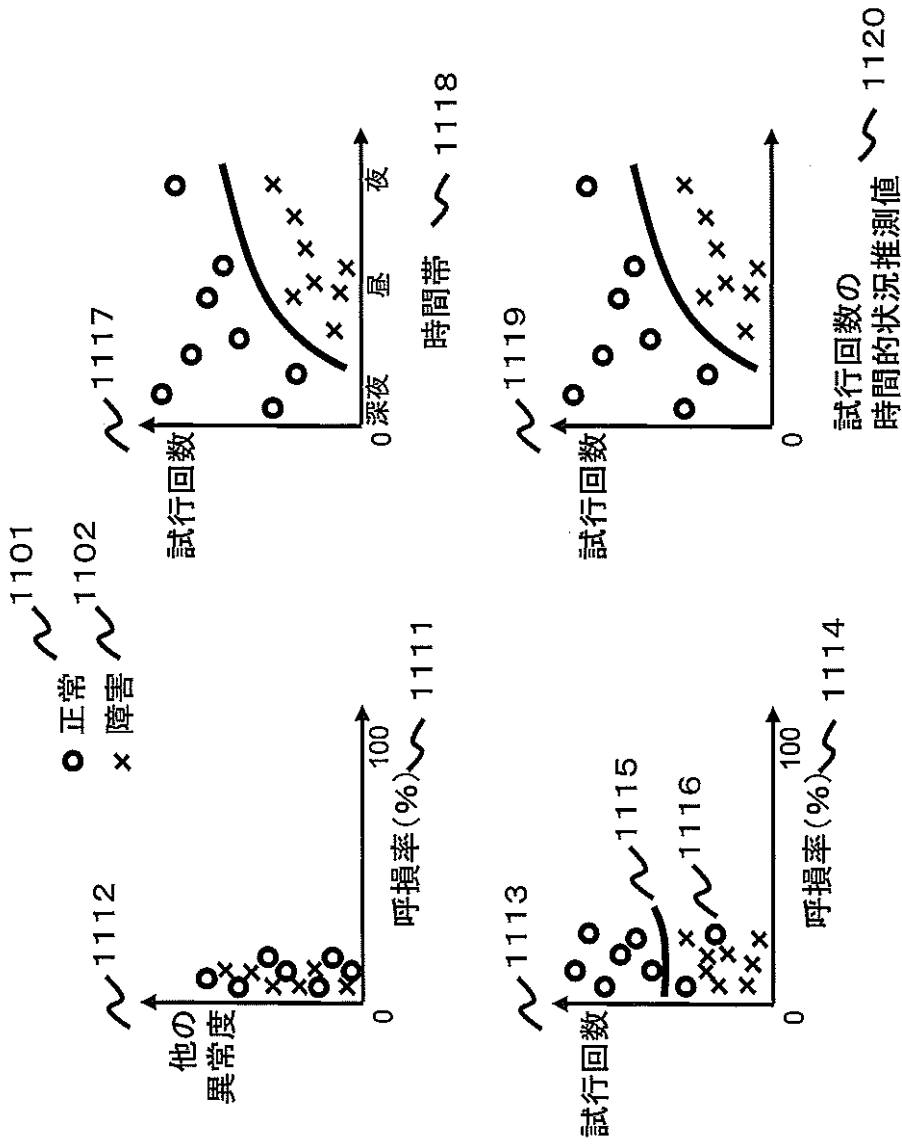 正常 1101
障害 1102
1112
他の
異常度
0
100
呼損率(%) 1111
1117
試行回数
0
深夜
昼
夜
時間帯 1118
1113
試行回数
1115
1116
0
100
呼損率(%) 1114
1119
試行回数
0
試行回数の
時間的状況推測値 1120